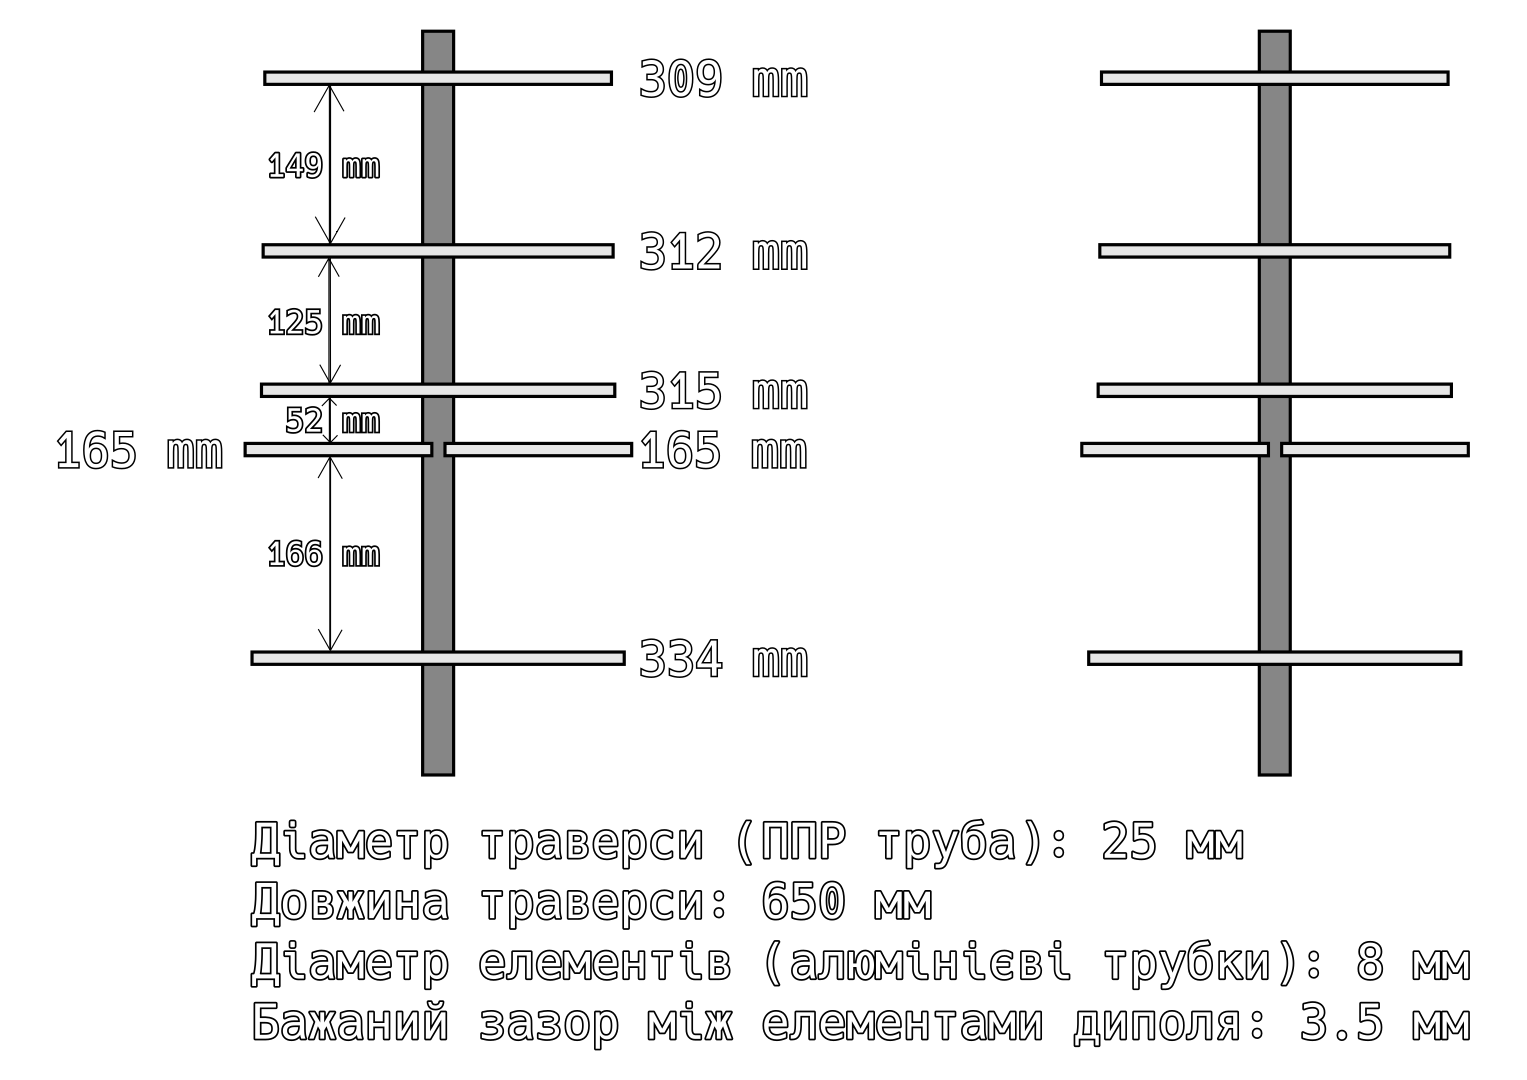 309 mm
149 mm
312 mm
125 mm
315 mm
52 mm
165 mm 165 mm
166 mm
334 mm
Діаметр траверси (ППР труба): 25 мм
Довжина траверси: 650 мм
Діаметр елементів (алюмінієві трубки): 8 мм
Бажаний зазор між елементами диполя: 3.5 мм